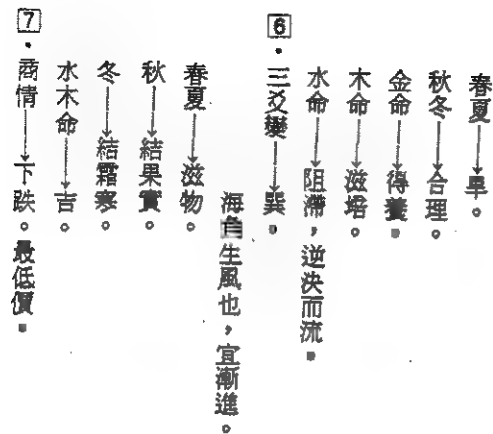 春夏→旱。
秋冬→合理。
金命→得養。
木命→滋培。
水命→阻滯,逆決而流。
6.三爻變→巽。
海負生風也,宜漸進。
春夏→滋物。
秋→結果實。
冬→結霜寒。
水木命→吉。
7.商情→下跌。最低價。